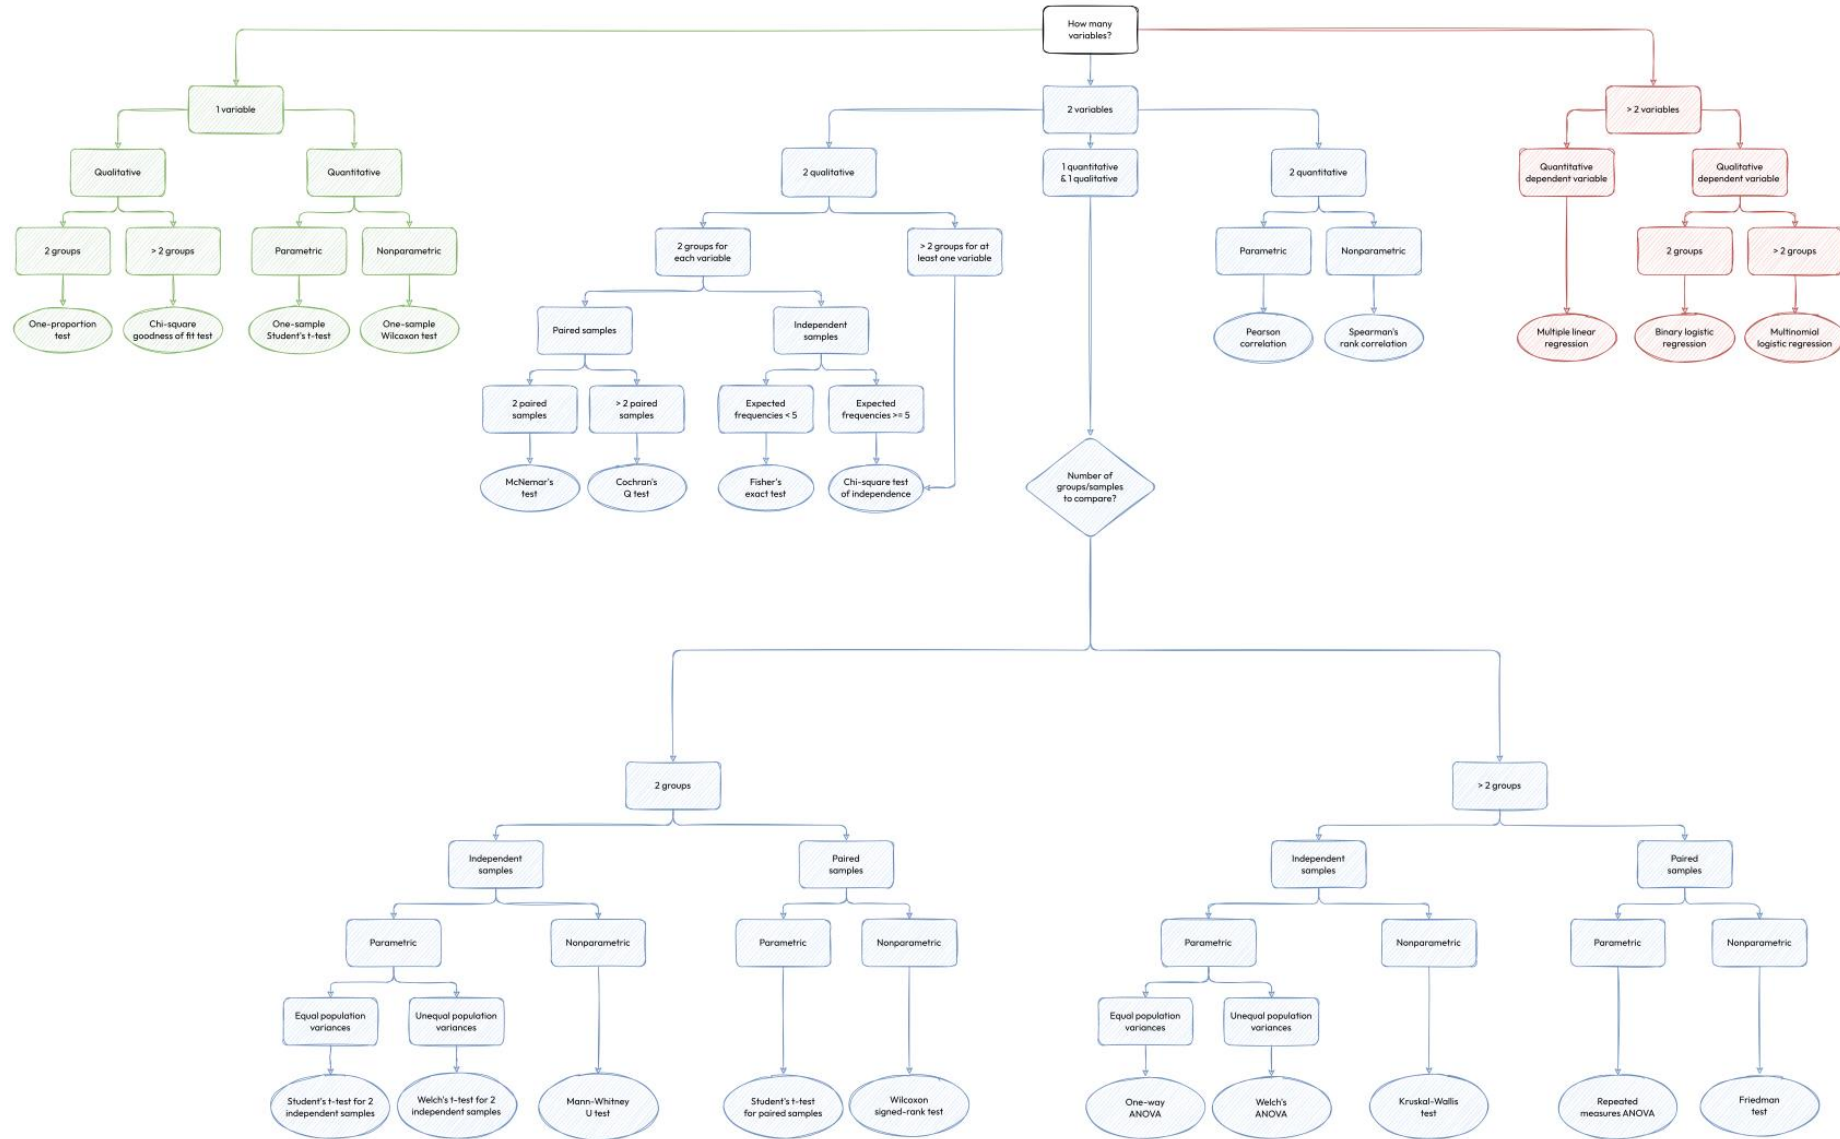 How many
variables?
1 variable
2 variables
> 2 variables
Qualitative
Quantitative
2 qualitative
1 quantitative
& 1 qualitative
2 quantitative
Quantitative
dependent variable
Qualitative
dependent variable
2 groups
> 2 groups
Parametric
Nonparametric
2 groups for
each variable
> 2 groups for at
least one variable
Parametric
Nonparametric
2 groups
> 2 groups
One-proportion
test
Chi-square
goodness of fit test
One-sample
Student's t-test
One-sample
Wilcoxon test
Paired samples
Independent
samples
Pearson
correlation
Spearman's
rank correlation
Multiple linear
regression
Binary logistic
regression
Multinomial
logistic regression
2 paired
samples
> 2 paired
samples
Expected
frequencies < 5
Expected
frequencies >= 5
McNemar's
test
Cochran's
Q test
Fisher's
exact test
Chi-square test
of independence
Number of
groups/samples
to compare?
2 groups
> 2 groups
Independent
samples
Paired
samples
Independent
samples
Paired
samples
Parametric
Nonparametric
Parametric
Nonparametric
Parametric
Nonparametric
Parametric
Nonparametric
Equal population
variances
Unequal population
variances
Equal population
variances
Unequal population
variances
Student's t-test for 2
independent samples
Welch's t-test for 2
independent samples
Mann-Whitney
U test
Student's t-test
for paired samples
Wilcoxon
signed-rank test
One-way
ANOVA
Welch's
ANOVA
Kruskal-Wallis
test
Repeated
measures ANOVA
Friedman
test